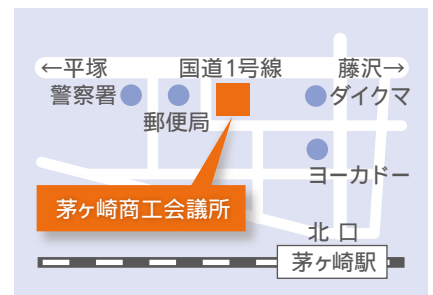 ←平塚 国道1号線 藤沢→
警察署 ダイクマ
郵便局
ヨーカドー
茅ヶ崎商工会議所
北口
茅ヶ崎駅